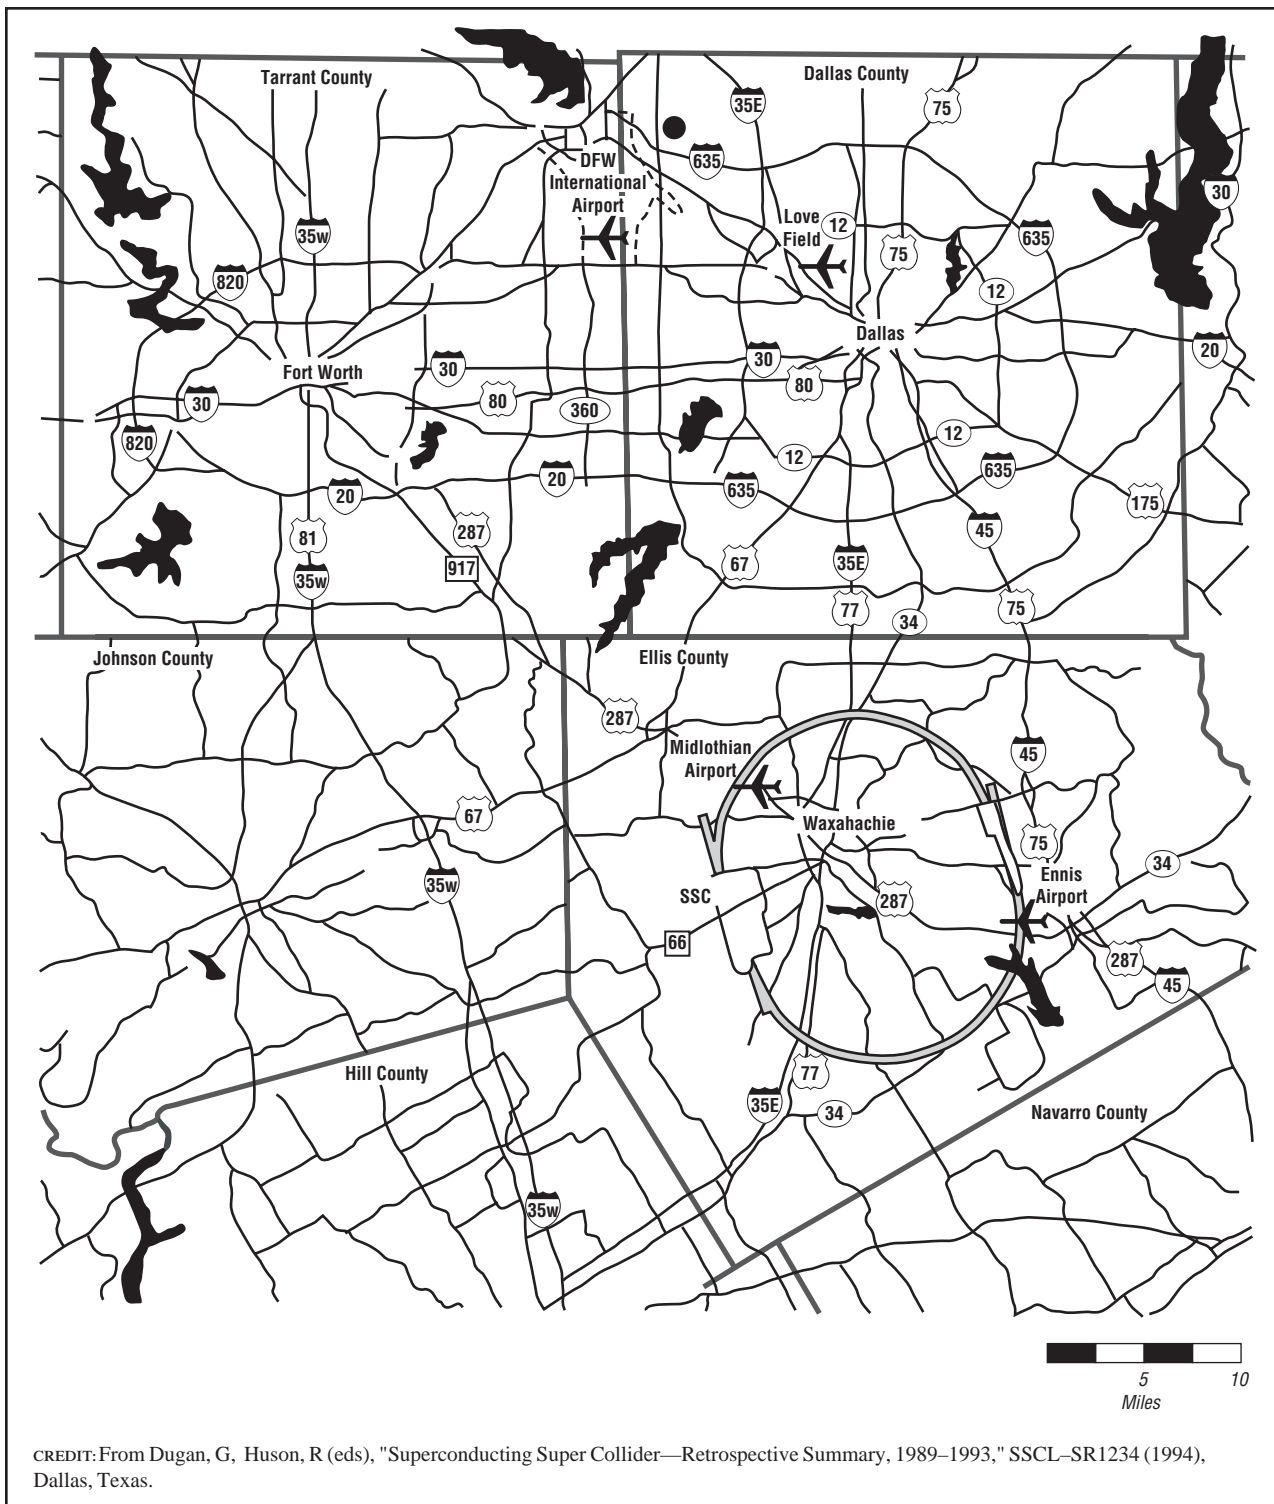 Tarrant County
Dallas County
35E
75
635
DFW
International
Airport
30
Love
Field
12
35w
75
635
820
12
Dallas
20
30
Fort Worth
30
80
80
30
360
12
820
12
635
20
20
635
175
81
287
45
67
35E
917
35w
77
75
34
Johnson County
Ellis County
287
Midlothian
Airport
45
67
Waxahachie
75
34
Ennis
Airport
35w
SSC
287
66
287
45
Hill County
77
35E
34
Navarro County
35w
5
10
Miles
CREDIT: From Dugan, G, Huson, R (eds), "Superconducting Super Collider—Retrospective Summary, 1989–1993," SSCL–SR1234 (1994),
Dallas, Texas.